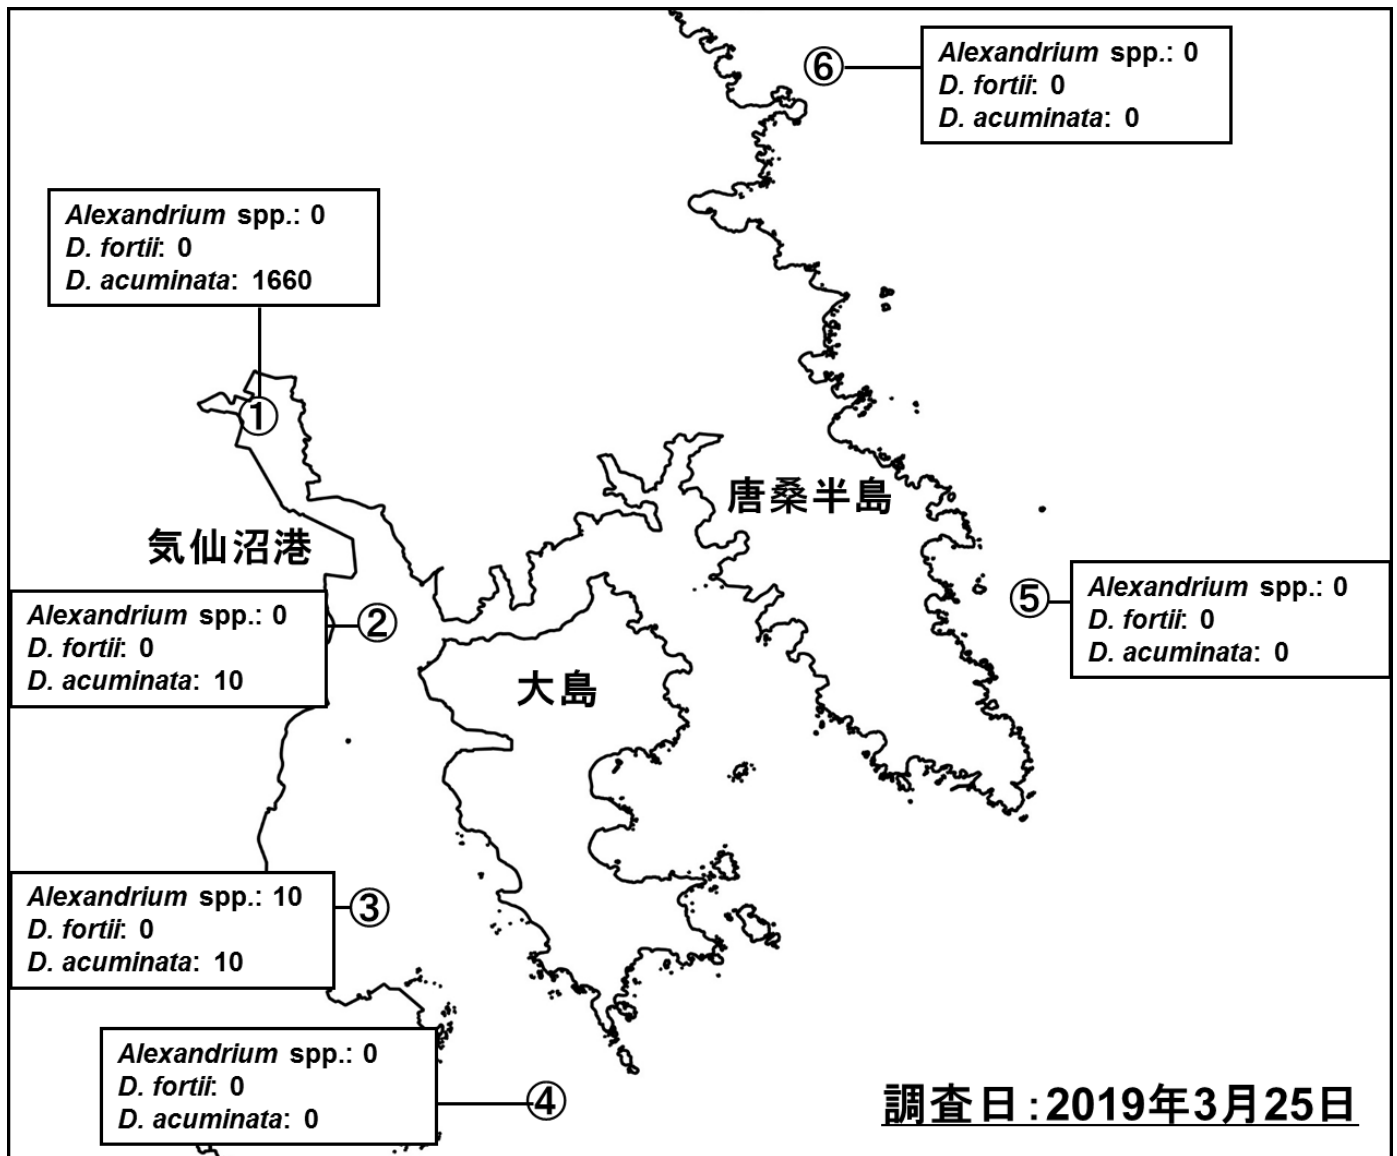 ⑥
Alexandrium spp.: 0
D. fortii: 0
D. acuminata: 0
Alexandrium spp.: 0
D. fortii: 0
D. acuminata: 1660
①
唐桑半島
気仙沼港
⑤
Alexandrium spp.: 0
D. fortii: 0
D. acuminata: 0
Alexandrium spp.: 0
D. fortii: 0
D. acuminata: 10
②
大島
Alexandrium spp.: 10
D. fortii: 0
D. acuminata: 10
③
Alexandrium spp.: 0
D. fortii: 0
D. acuminata: 0
④
調査日:2019年3月25日